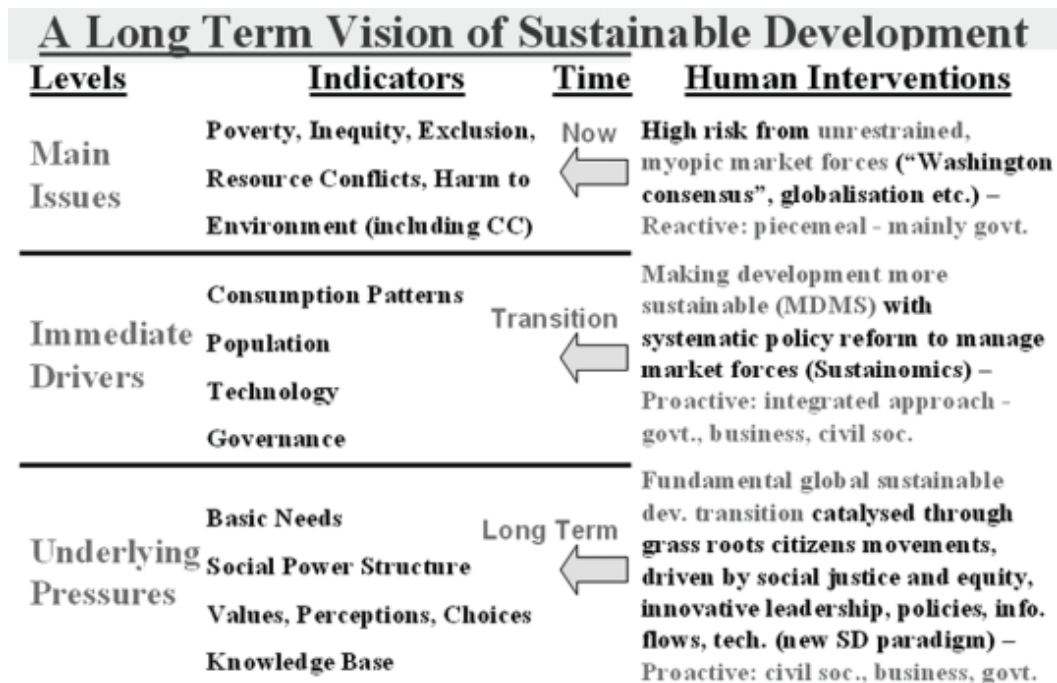 A Long Term Vision of Sustainable Development
Levels Indicators Time Human Interventions
Main
Issues
Poverty, Inequity, Exclusion,
Resource Conflicts, Harm to
Environment (including CC)
Now
High risk from unrestrained,
myopic market forces (“Washington
consensus”, globalisation etc.) –
Reactive: piecemeal - mainly govt.
Immediate
Drivers
Consumption Patterns
Population
Technology
Governance
Transition
Making development more
sustainable (MDMS) with
systematic policy reform to manage
market forces (Sustainomics) –
Proactive: integrated approach -
govt., business, civil soc.
Underlying
Pressures
Basic Needs
Social Power Structure
Values, Perceptions, Choices
Knowledge Base
Long Term
Fundamental global sustainable
dev. transition catalysed through
grass roots citizens movements,
driven by social justice and equity,
innovative leadership, policies, info.
flows, tech. (new SD paradigm) –
Proactive: civil soc., business, govt.